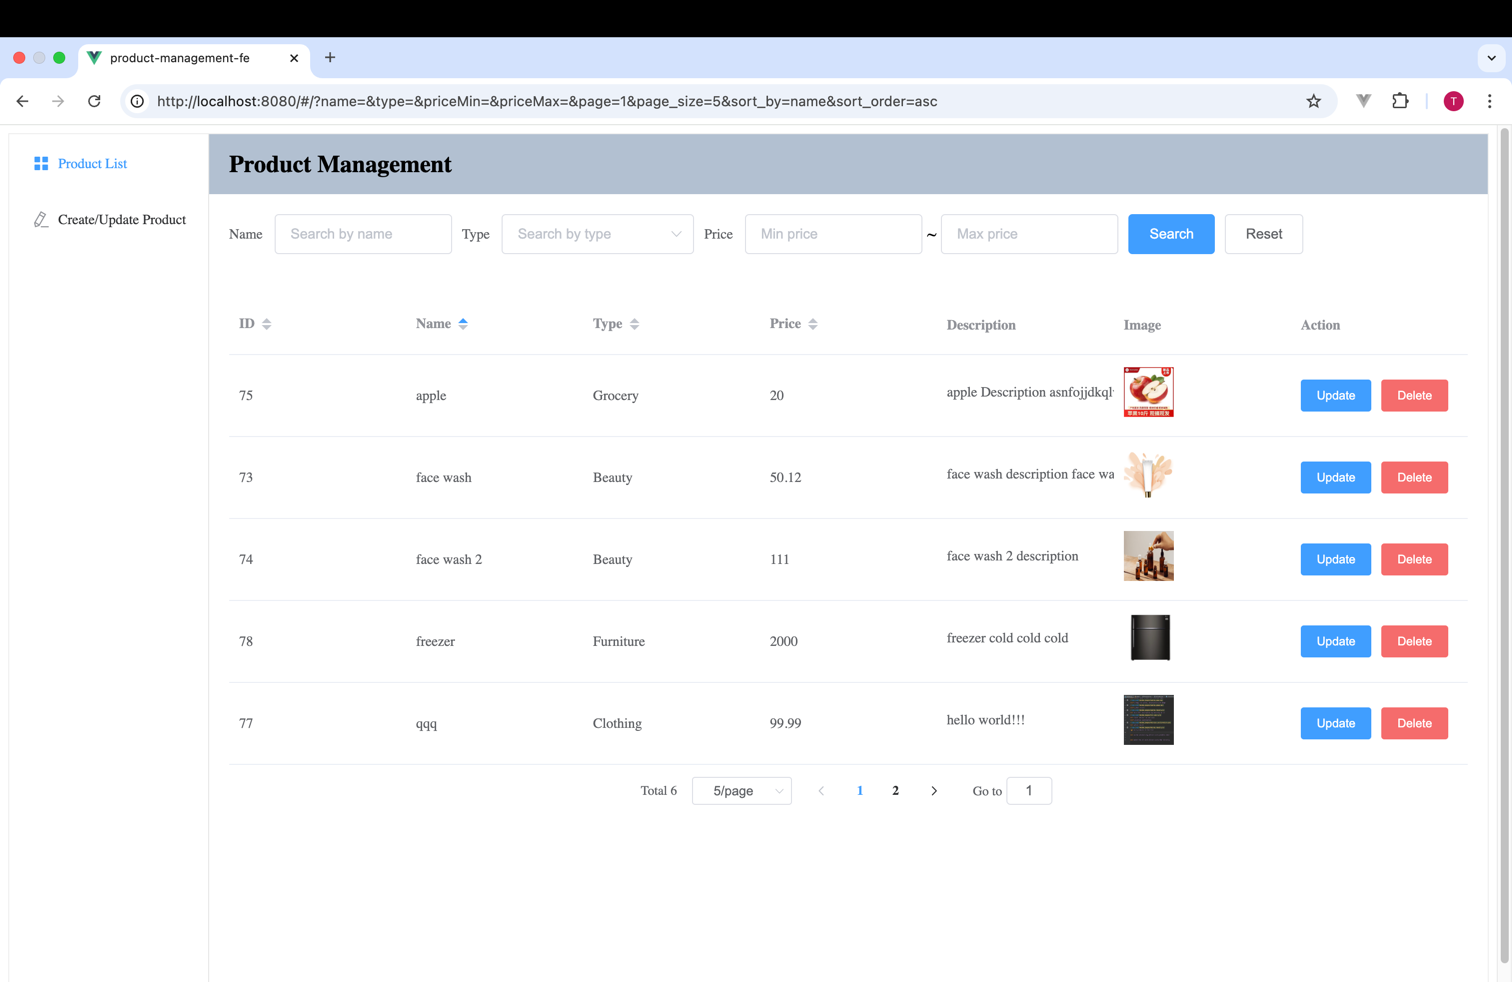 product-management-fe
http://localhost:8080/#/?name=&type=&priceMin=&priceMax=&page=1&page_size=5&sort_by=name&sort_order=asc
T
Product List
Create/Update Product
Product Management
Name Search by name Type Search by type Price Min price ~ Max price Search Reset
ID Name Type Price Description Image Action
75 apple Grocery 20 apple Description asnfojjdkql Update Delete
73 face wash Beauty 50.12 face wash description face wa Update Delete
74 face wash 2 Beauty 111 face wash 2 description Update Delete
78 freezer Furniture 2000 freezer cold cold cold Update Delete
77 qqq Clothing 99.99 hello world!!! Update Delete
Total 6 5/page 1 2 Go to 1